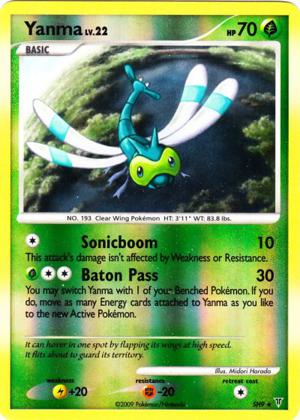 Yanma LV.22 HP 70
BASIC
NO. 193 Clear Wing Pokémon HT: 3'11" WT: 83.8 lbs.
Sonicboom 10
This attack's damage isn't affected by Weakness or Resistance.
Baton Pass 30
You may switch Yanma with 1 of your Benched Pokémon. If you
do, move as many Energy cards attached to Yanma as you like
to the new Active Pokémon.
It can hover in one spot by flapping its wings at high speed.
It flits about to guard its territory.
Illus. Midori Harada
weakness resistance retreat cost
+20 -20
©2009 Pokémon/Nintendo SH9 ★